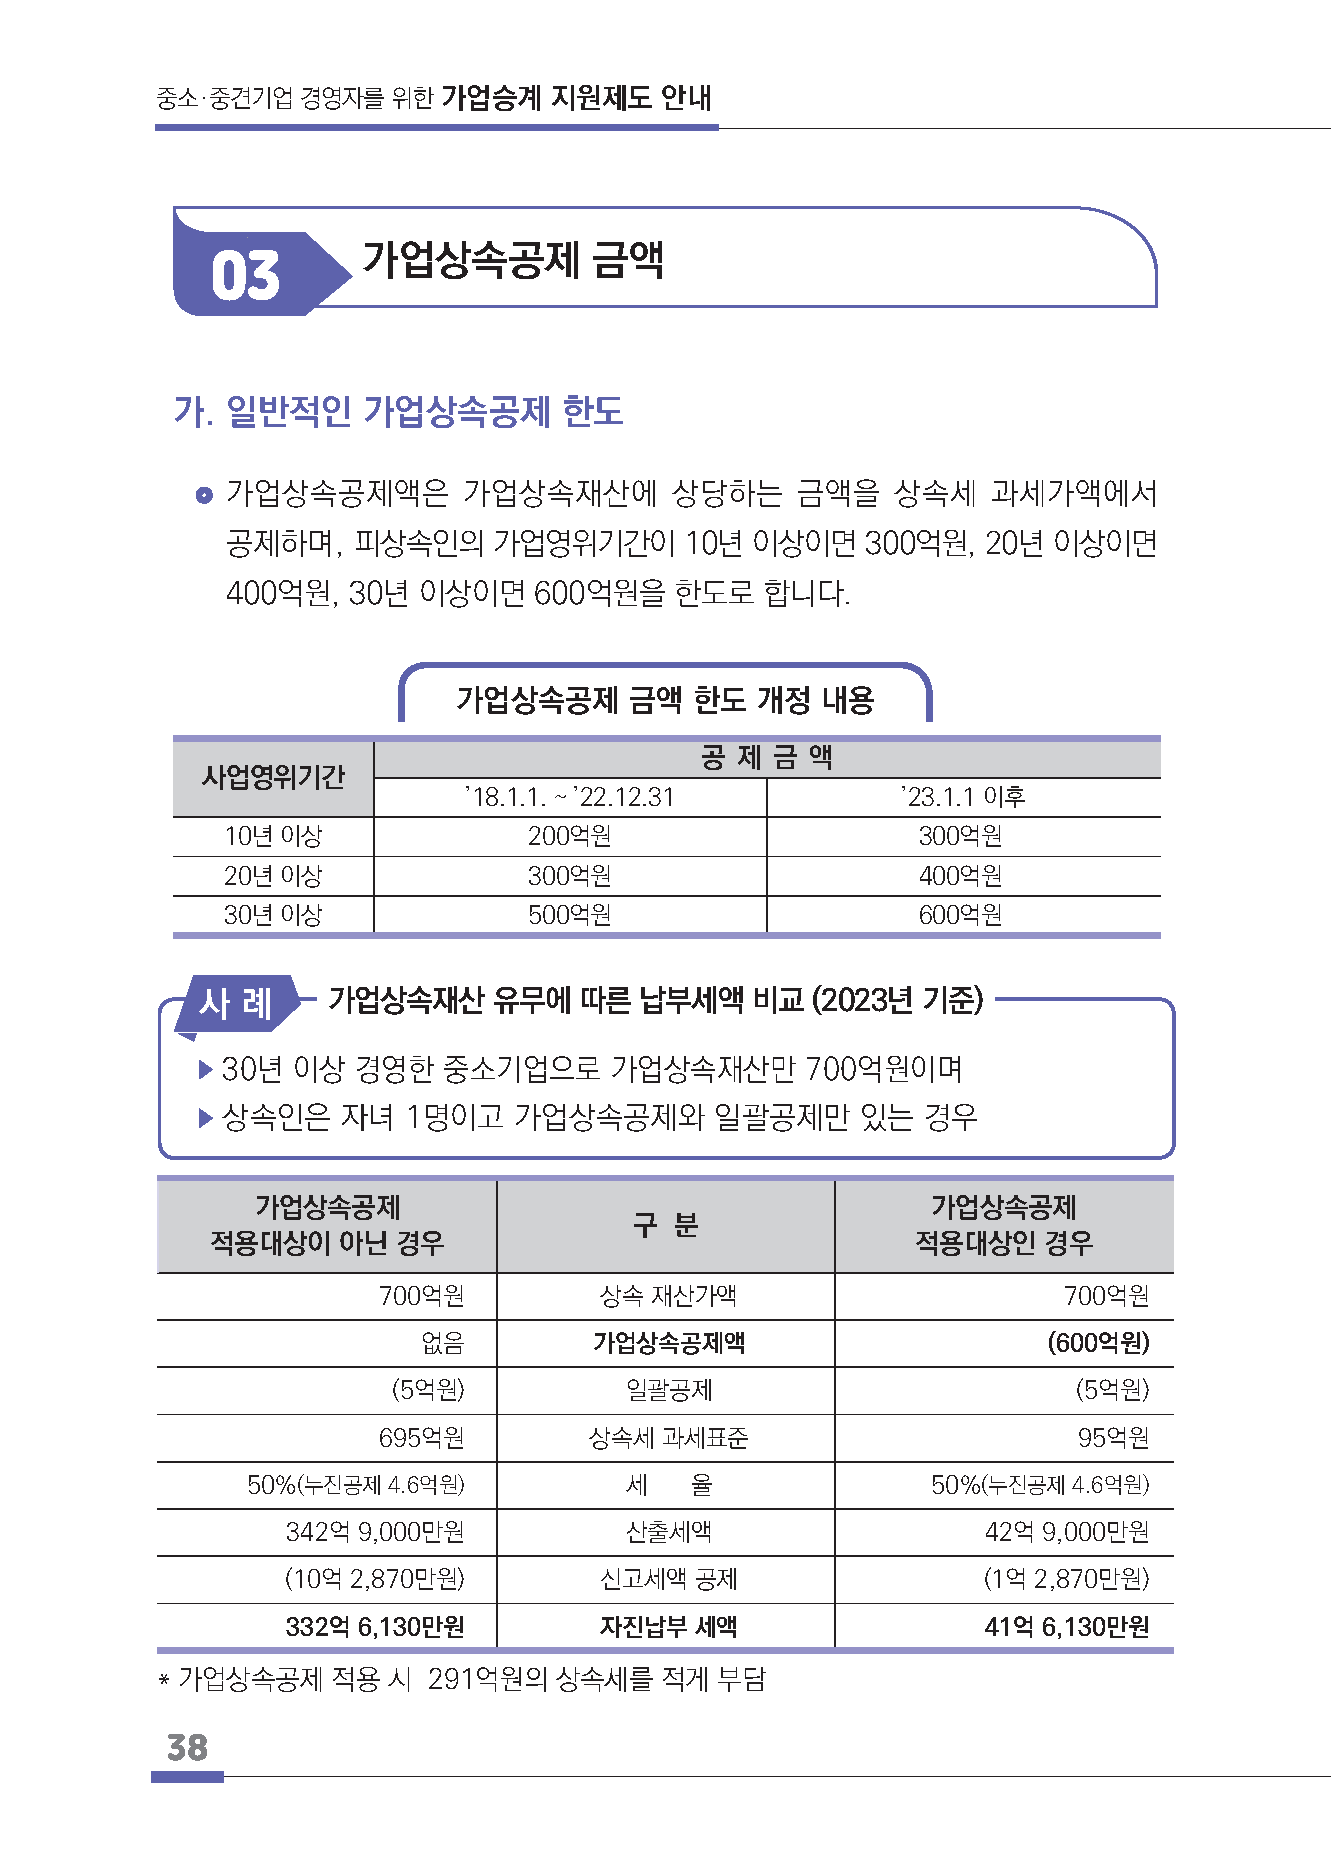 중소·중견기업 경영자를 위한 가업승계 지원제도 안내
03 가업상속공제 금액
가. 일반적인 가업상속공제 한도
가업상속공제액은 가업상속재산에 상당하는 금액을 상속세 과세가액에서
공제하며, 피상속인의 가업영위기간이 10년 이상이면 300억원, 20년 이상이면
400억원, 30년 이상이면 600억원을 한도로 합니다.
가업상속공제 금액 한도 개정 내용
사업영위기간 공 제 금 액
’18.1.1. ~ ’22.12.31 ’23.1.1 이후
10년 이상 200억원 300억원
20년 이상 300억원 400억원
30년 이상 500억원 600억원
사 례 가업상속재산 유무에 따른 납부세액 비교 (2023년 기준)
▶ 30년 이상 경영한 중소기업으로 가업상속재산만 700억원이며
▶ 상속인은 자녀 1명이고 가업상속공제와 일괄공제만 있는 경우
가업상속공제 구 분 가업상속공제
적용대상이 아닌 경우 적용대상인 경우
700억원 상속 재산가액 700억원
없음 가업상속공제액 (600억원)
(5억원) 일괄공제 (5억원)
695억원 상속세 과세표준 95억원
50%(누진공제 4.6억원) 세 율 50%(누진공제 4.6억원)
342억 9,000만원 산출세액 42억 9,000만원
(10억 2,870만원) 신고세액 공제 (1억 2,870만원)
332억 6,130만원 자진납부 세액 41억 6,130만원
* 가업상속공제 적용 시 291억원의 상속세를 적게 부담
38